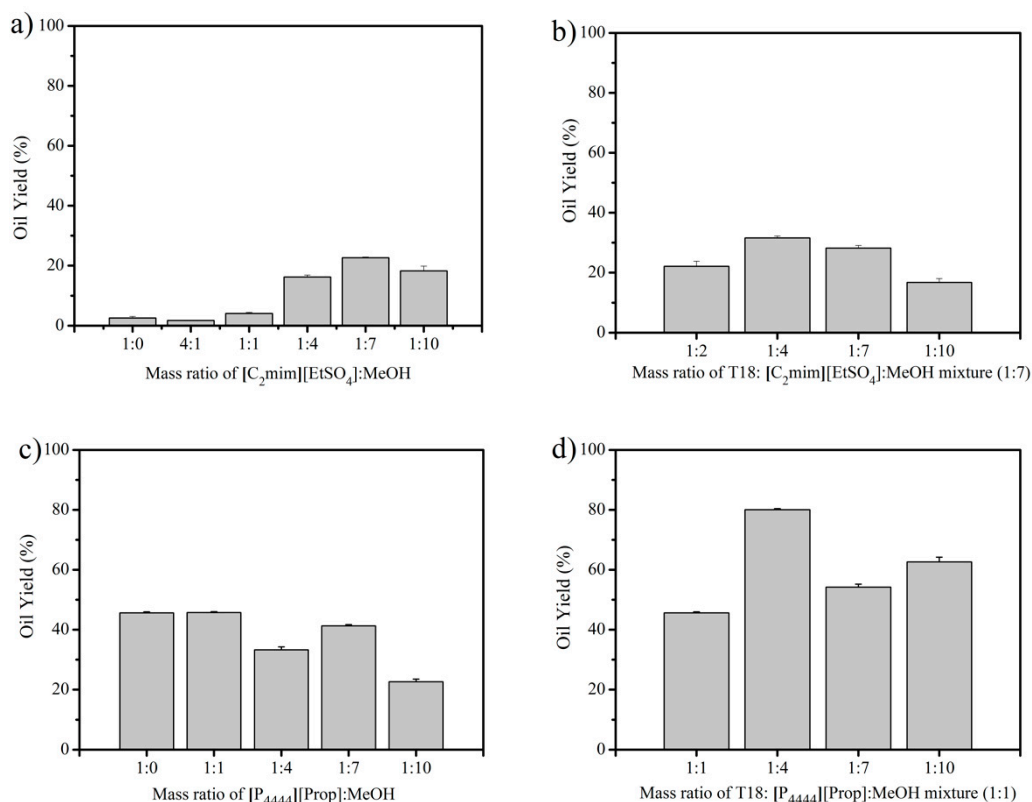 a)
100
80
60
40
20
0
Oil Yield (%)
1:0 4:1 1:1 1:4 1:7 1:10
Mass ratio of [C₂mim][EtSO₄]:MeOH
b)
100
80
60
40
20
0
Oil Yield (%)
1:2 1:4 1:7 1:10
Mass ratio of T18: [C₂mim][EtSO₄]:MeOH mixture (1:7)
c)
100
80
60
40
20
0
Oil Yield (%)
1:0 1:1 1:4 1:7 1:10
Mass ratio of [P₄₄₄₄][Prop]:MeOH
d)
100
80
60
40
20
0
Oil Yield (%)
1:1 1:4 1:7 1:10
Mass ratio of T18: [P₄₄₄₄][Prop]:MeOH mixture (1:1)